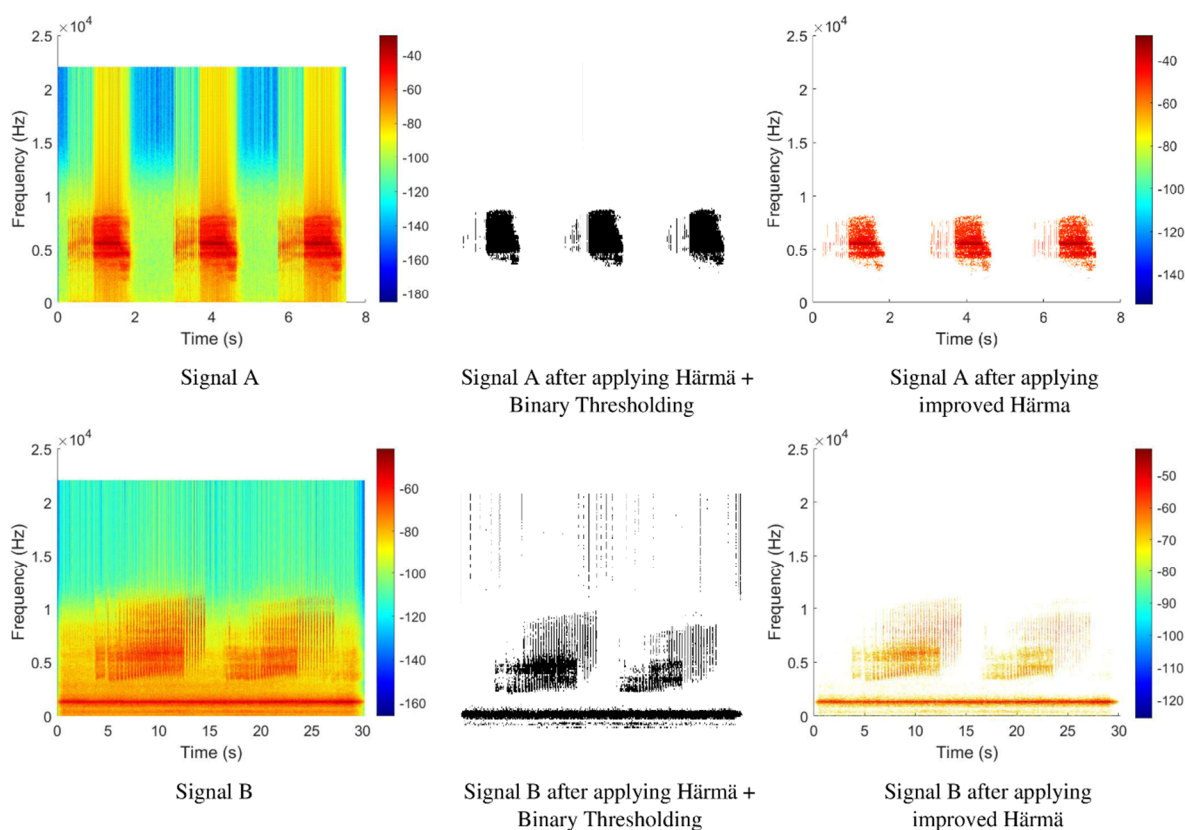 ×10⁴
2.5
2
1.5
1
0.5
0
Frequency (Hz)
0 2 4 6 8
Time (s)
-40
-60
-80
-100
-120
-140
-160
-180
Signal A
Signal A after applying Härmä +
Binary Thresholding
×10⁴
2.5
2
1.5
1
0.5
0
Frequency (Hz)
0 2 4 6 8
Time (s)
-40
-60
-80
-100
-120
-140
Signal A after applying
improved Härma
×10⁴
2.5
2
1.5
1
0.5
0
Frequency (Hz)
0 5 10 15 20 25 30
Time (s)
-60
-80
-100
-120
-140
-160
Signal B
Signal B after applying Härmä +
Binary Thresholding
×10⁴
2.5
2
1.5
1
0.5
0
Frequency (Hz)
0 5 10 15 20 25 30
Time (s)
-50
-60
-70
-80
-90
-100
-110
-120
Signal B after applying
improved Härmä